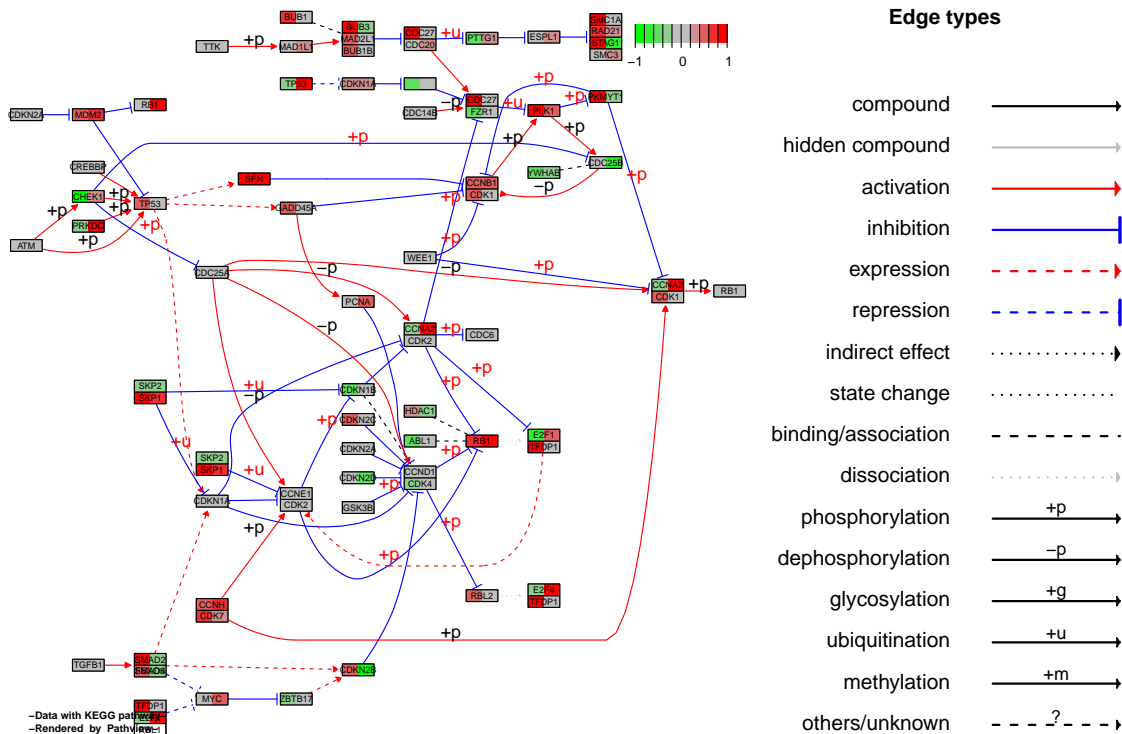 Edge types
compound
hidden compound
activation
inhibition
expression
repression
indirect effect
state change
binding/association
dissociation
phosphorylation +p
dephosphorylation −p
glycosylation +g
ubiquitination +u
methylation +m
others/unknown ?
−1 0 1
BUB1
TTK
+p
MAD1L1
+p
BUB3
MAD2L1
BUB1B
CDC27
CDC20
+u
PTTG1
ESPL1
SMC1A
RAD21
STAG1
SMC3
TP53
CDKN1A
CDKN2A
MDM2
RB1
CDC14B
−p
CDC27
FZR1
+u
PLK1
+p
+p
PKMYT1
+p
+p
CREBBP
CHEK1
+p
+p
+p
+p
+p
PRKDC
TP53
ATM
SFN
GADD45A
+p
+p
CCNB1
CDK1
−p
YWHAB
CDC25B
+p
WEE1
+p
−p
+p
CDC25A
−p
−p
PCNA
CCNA2
CDK1
+p
RB1
CCNA2
CDK2
+p
CDC6
+p
+p
SKP2
SKP1
+u
−p
CDKN1B
+p
CDKN2C
CDKN2A
CDKN2D
GSK3B
HDAC1
ABL1
RB1
E2F1
TFDP1
+u
SKP2
SKP1
+u
CDKN1A
CCNE1
CDK2
CCND1
CDK4
+p
+p
+p
+p
+p
RBL2
E2F4
TFDP1
CCNH
CDK7
+p
TGFB1
SMAD2
CDKN2B
MYC
ZBTB17
TFDP1
−Data with KEGG pathway−
−Rendered by Pathview−